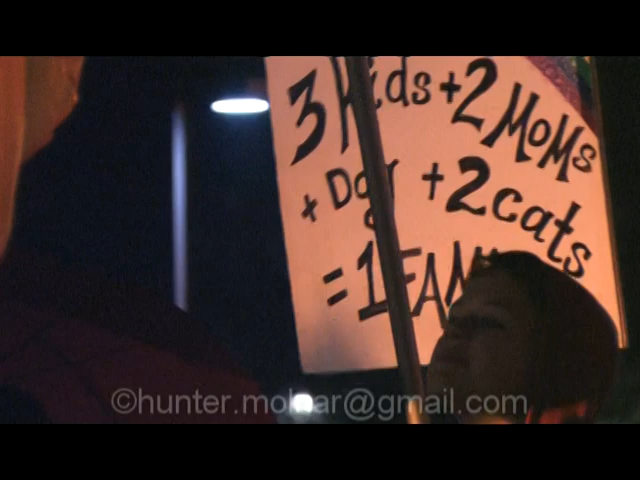 3 Kids + 2 MoMs
+ Dog + 2 cats
= 1 FAM
©hunter.molnar@gmail.com